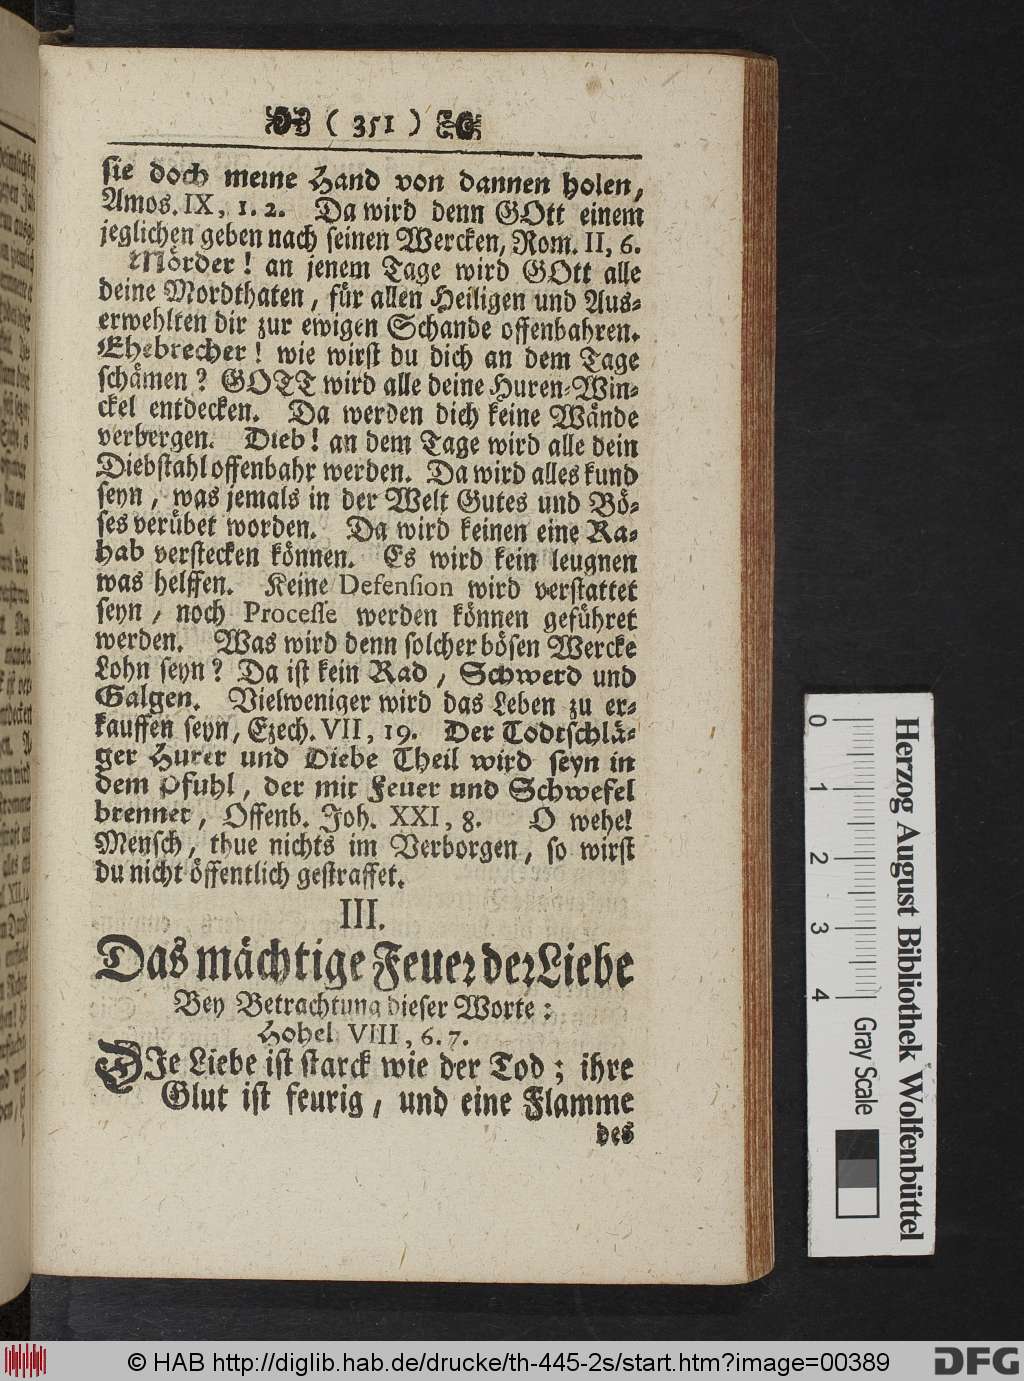 ( 351 )
sie doch meine Hand von dannen holen,
Amos. IX, 1. 2. Da wird denn GOtt einem
jeglichen geben nach seinen Wercken, Rom. II, 6.
Mörder! an jenem Tage wird GOtt alle
deine Mordthaten, für allen Heiligen und Aus-
erwehlten dir zur ewigen Schande offenbahren.
Ehebrecher! wie wirst du dich an dem Tage
schämen? GOTT wird alle deine Huren-Win-
ckel entdecken. Da werden dich keine Wände
verbergen. Dieb! an dem Tage wird alle dein
Diebstahl offenbahr werden. Da wird alles kund
seyn, was jemals in der Welt Gutes und Bö-
ses verübet worden. Da wird keinen eine Ra-
hab verstecken können. Es wird kein leugnen
was helffen. Keine Defension wird verstattet
seyn, noch Processe werden können geführet
werden. Was wird denn solcher bösen Wercke
Lohn seyn? Da ist kein Rad, Schwerd und
Galgen. Vielweniger wird das Leben zu er-
kauffen seyn, Ezech. VII, 19. Der Todtschlä-
ger Hurer und Diebe Theil wird seyn in
dem Pfuhl, der mit Feuer und Schwefel
brennet, Offenb. Joh. XXI, 8. O wehe!
Mensch, thue nichts im Verborgen, so wirst
du nicht öffentlich gestraffet.
III.
Das mächtige Feuer der Liebe
Bey Betrachtung dieser Worte:
Hohel VIII, 6. 7.
DIe Liebe ist starck wie der Tod; ihre
Glut ist feurig, und eine Flamme
des
0 1 2 3 4
Herzog August Bibliothek Wolfenbüttel
Gray Scale
© HAB http://diglib.hab.de/drucke/th-445-2s/start.htm?image=00389
DFG